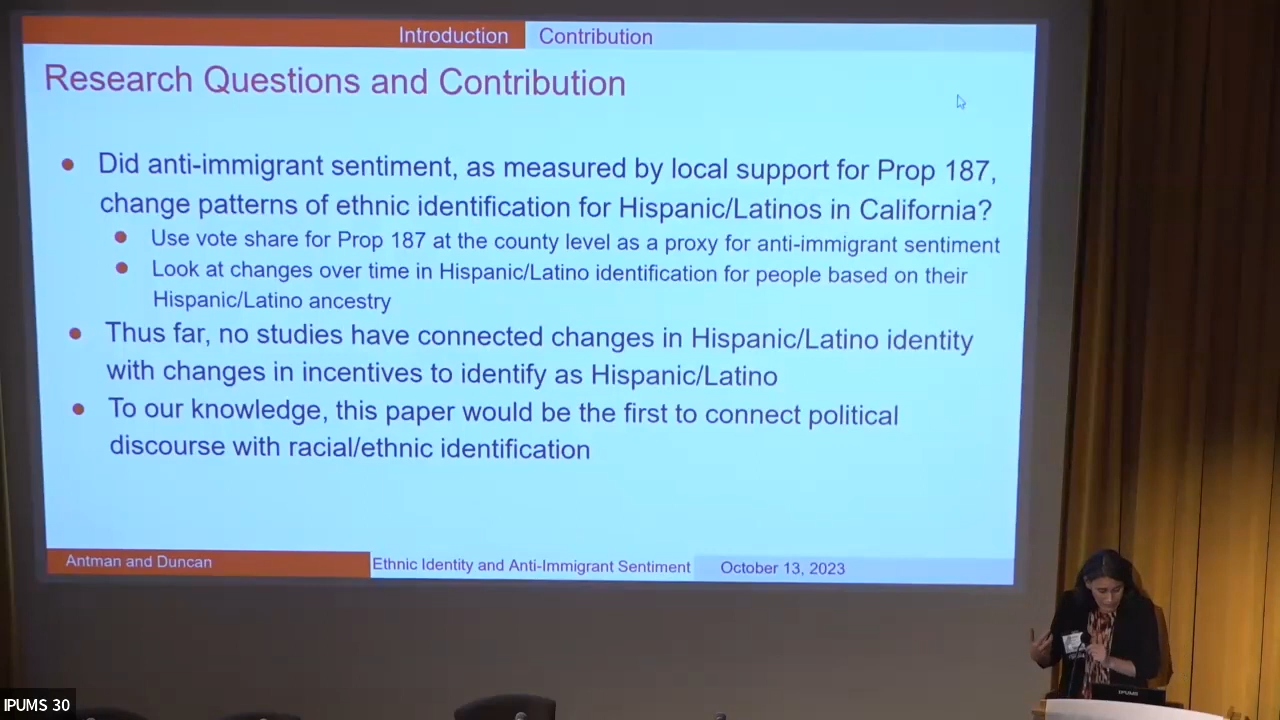 Introduction
Contribution
Research Questions and Contribution
Did anti-immigrant sentiment, as measured by local support for Prop 187,
change patterns of ethnic identification for Hispanic/Latinos in California?
Use vote share for Prop 187 at the county level as a proxy for anti-immigrant sentiment
Look at changes over time in Hispanic/Latino identification for people based on their
Hispanic/Latino ancestry
Thus far, no studies have connected changes in Hispanic/Latino identity
with changes in incentives to identify as Hispanic/Latino
To our knowledge, this paper would be the first to connect political
discourse with racial/ethnic identification
Antman and Duncan
Ethnic Identity and Anti-Immigrant Sentiment
October 13, 2023
IPUMS
IPUMS 30